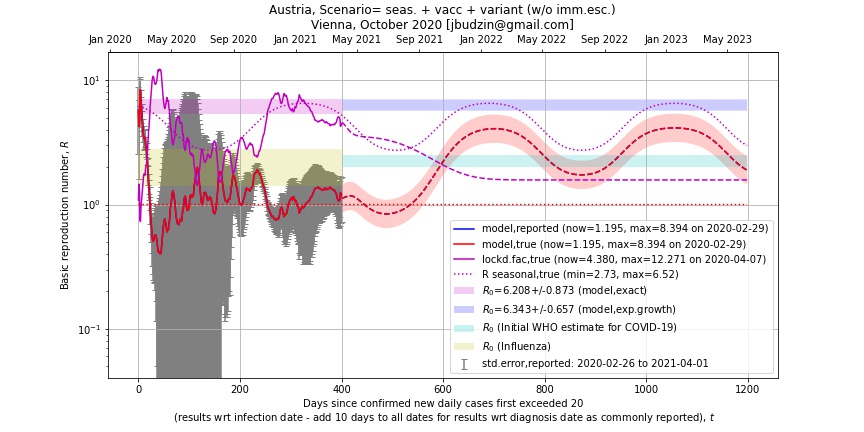 Austria, Scenario= seas. + vacc + variant (w/o imm.esc.)
Vienna, October 2020 [jbudzin@gmail.com]
Jan 2020 May 2020 Sep 2020 Jan 2021 May 2021 Sep 2021 Jan 2022 May 2022 Sep 2022 Jan 2023 May 2023
Basic reproduction number, R
10¹
10⁰
10⁻¹
model,reported (now=1.195, max=8.394 on 2020-02-29)
model,true (now=1.195, max=8.394 on 2020-02-29)
lockd.fac,true (now=4.380, max=12.271 on 2020-04-07)
R seasonal,true (min=2.73, max=6.52)
R₀=6.208+/-0.873 (model,exact)
R₀=6.343+/-0.657 (model,exp.growth)
R₀ (Initial WHO estimate for COVID-19)
R₀ (Influenza)
std.error,reported: 2020-02-26 to 2021-04-01
0 200 400 600 800 1000 1200
Days since confirmed new daily cases first exceeded 20
(results wrt infection date - add 10 days to all dates for results wrt diagnosis date as commonly reported), t